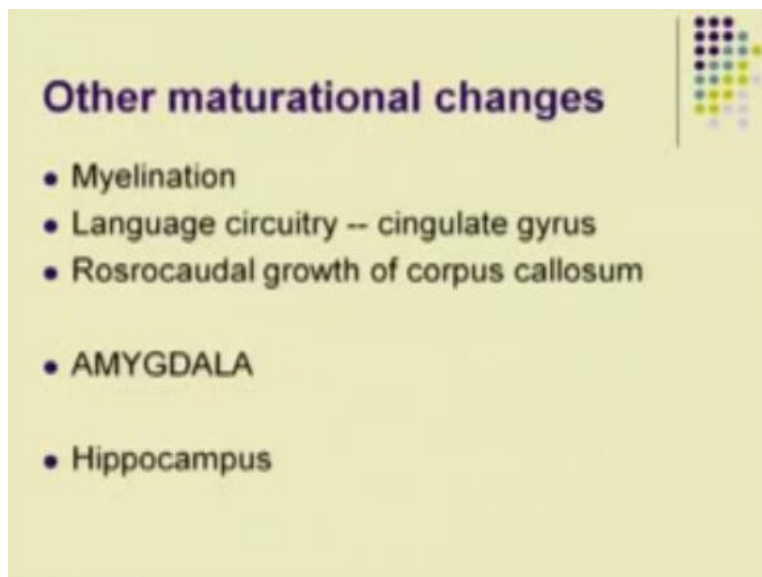 Other maturational changes
Myelination
Language circuitry -- cingulate gyrus
Rosrocaudal growth of corpus callosum
AMYGDALA
Hippocampus